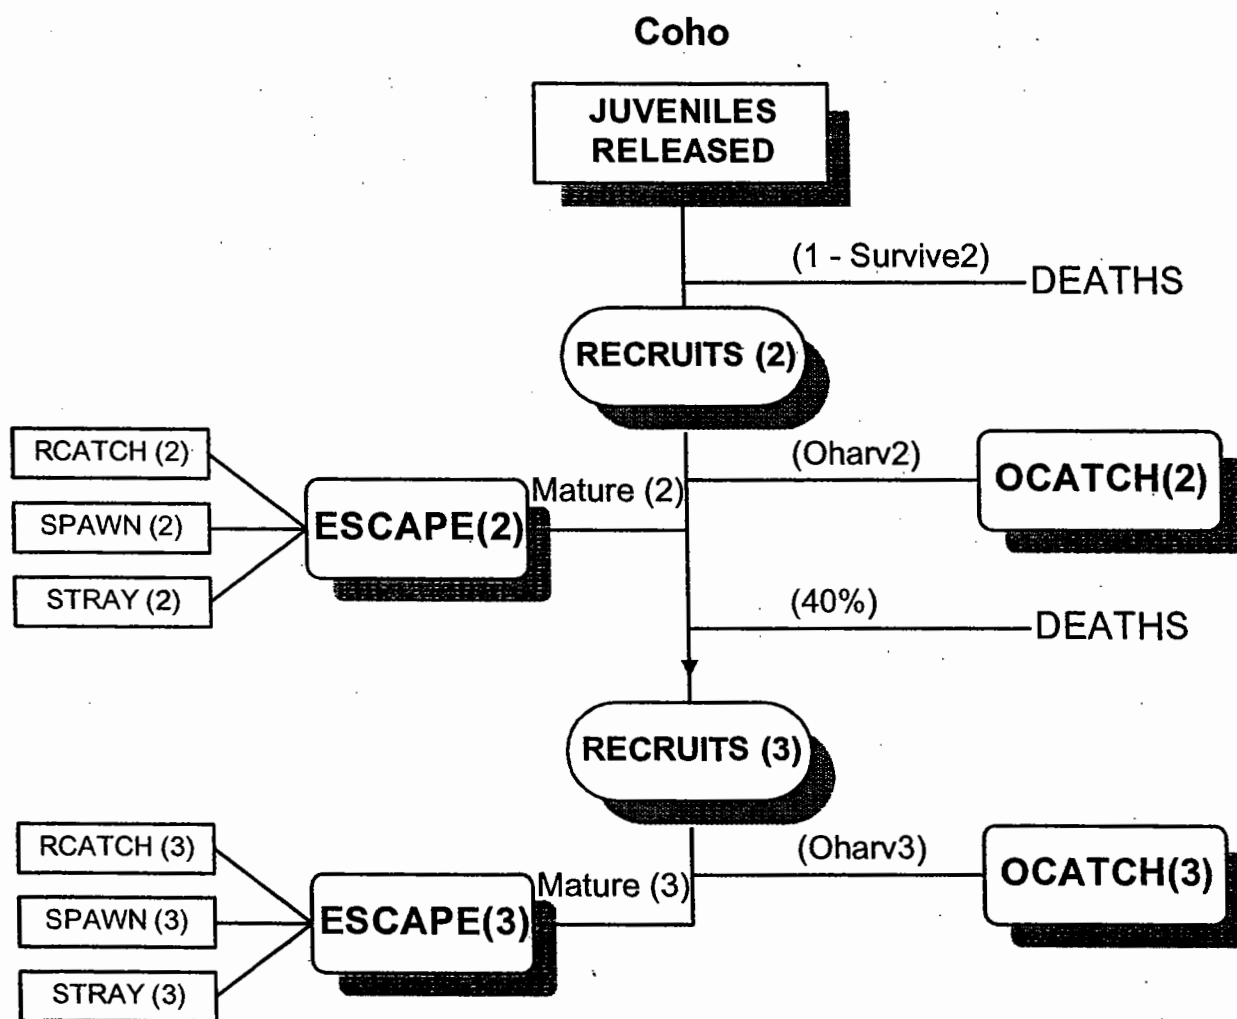 Coho
JUVENILES
RELEASED
(1 - Survive2)
DEATHS
RECRUITS (2)
RCATCH (2)
SPAWN (2)
STRAY (2)
ESCAPE(2)
Mature (2)
(Oharv2)
OCATCH(2)
(40%)
DEATHS
RECRUITS (3)
RCATCH (3)
SPAWN (3)
STRAY (3)
ESCAPE(3)
Mature (3)
(Oharv3)
OCATCH(3)